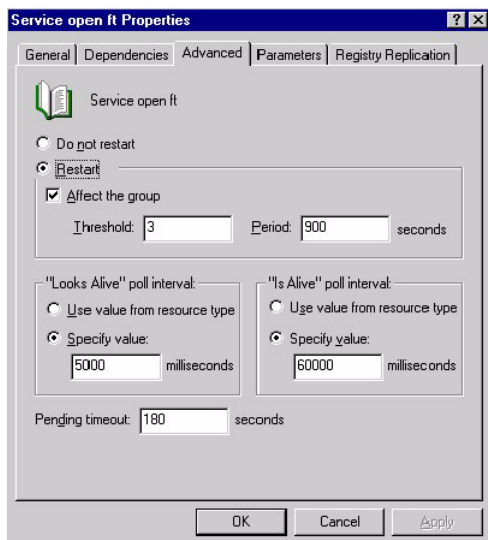 Service open ft Properties
? X
General Dependencies Advanced Parameters Registry Replication
Service open ft
Do not restart
Restart
Affect the group
Threshold: 3 Period: 900 seconds
"Looks Alive" poll interval: "Is Alive" poll interval:
Use value from resource type Use value from resource type
Specify value: Specify value:
5000 milliseconds 60000 milliseconds
Pending timeout: 180 seconds
OK Cancel Apply